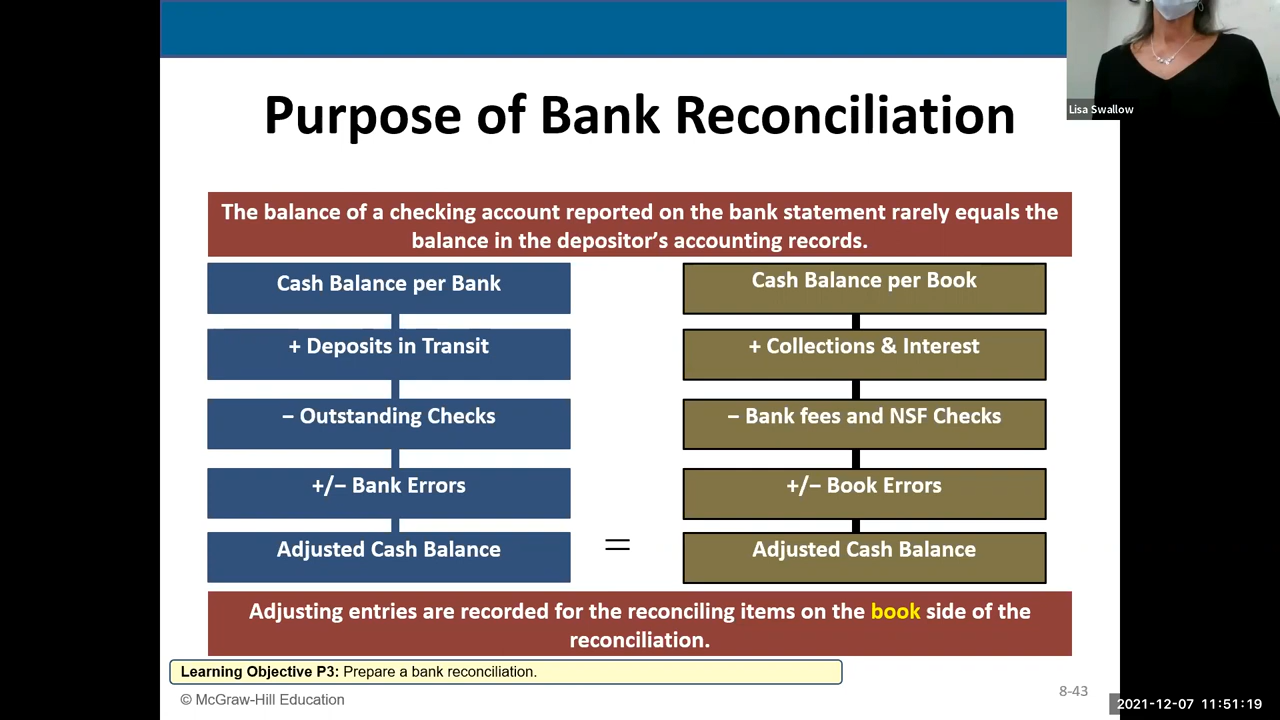 Purpose of Bank Reconciliation
Lisa Swallow
The balance of a checking account reported on the bank statement rarely equals the
balance in the depositor’s accounting records.
Cash Balance per Bank
+ Deposits in Transit
− Outstanding Checks
+/− Bank Errors
Adjusted Cash Balance
=
Cash Balance per Book
+ Collections & Interest
− Bank fees and NSF Checks
+/− Book Errors
Adjusted Cash Balance
Adjusting entries are recorded for the reconciling items on the book side of the
reconciliation.
Learning Objective P3: Prepare a bank reconciliation.
© McGraw-Hill Education
8-43
2021-12-07 11:51:19